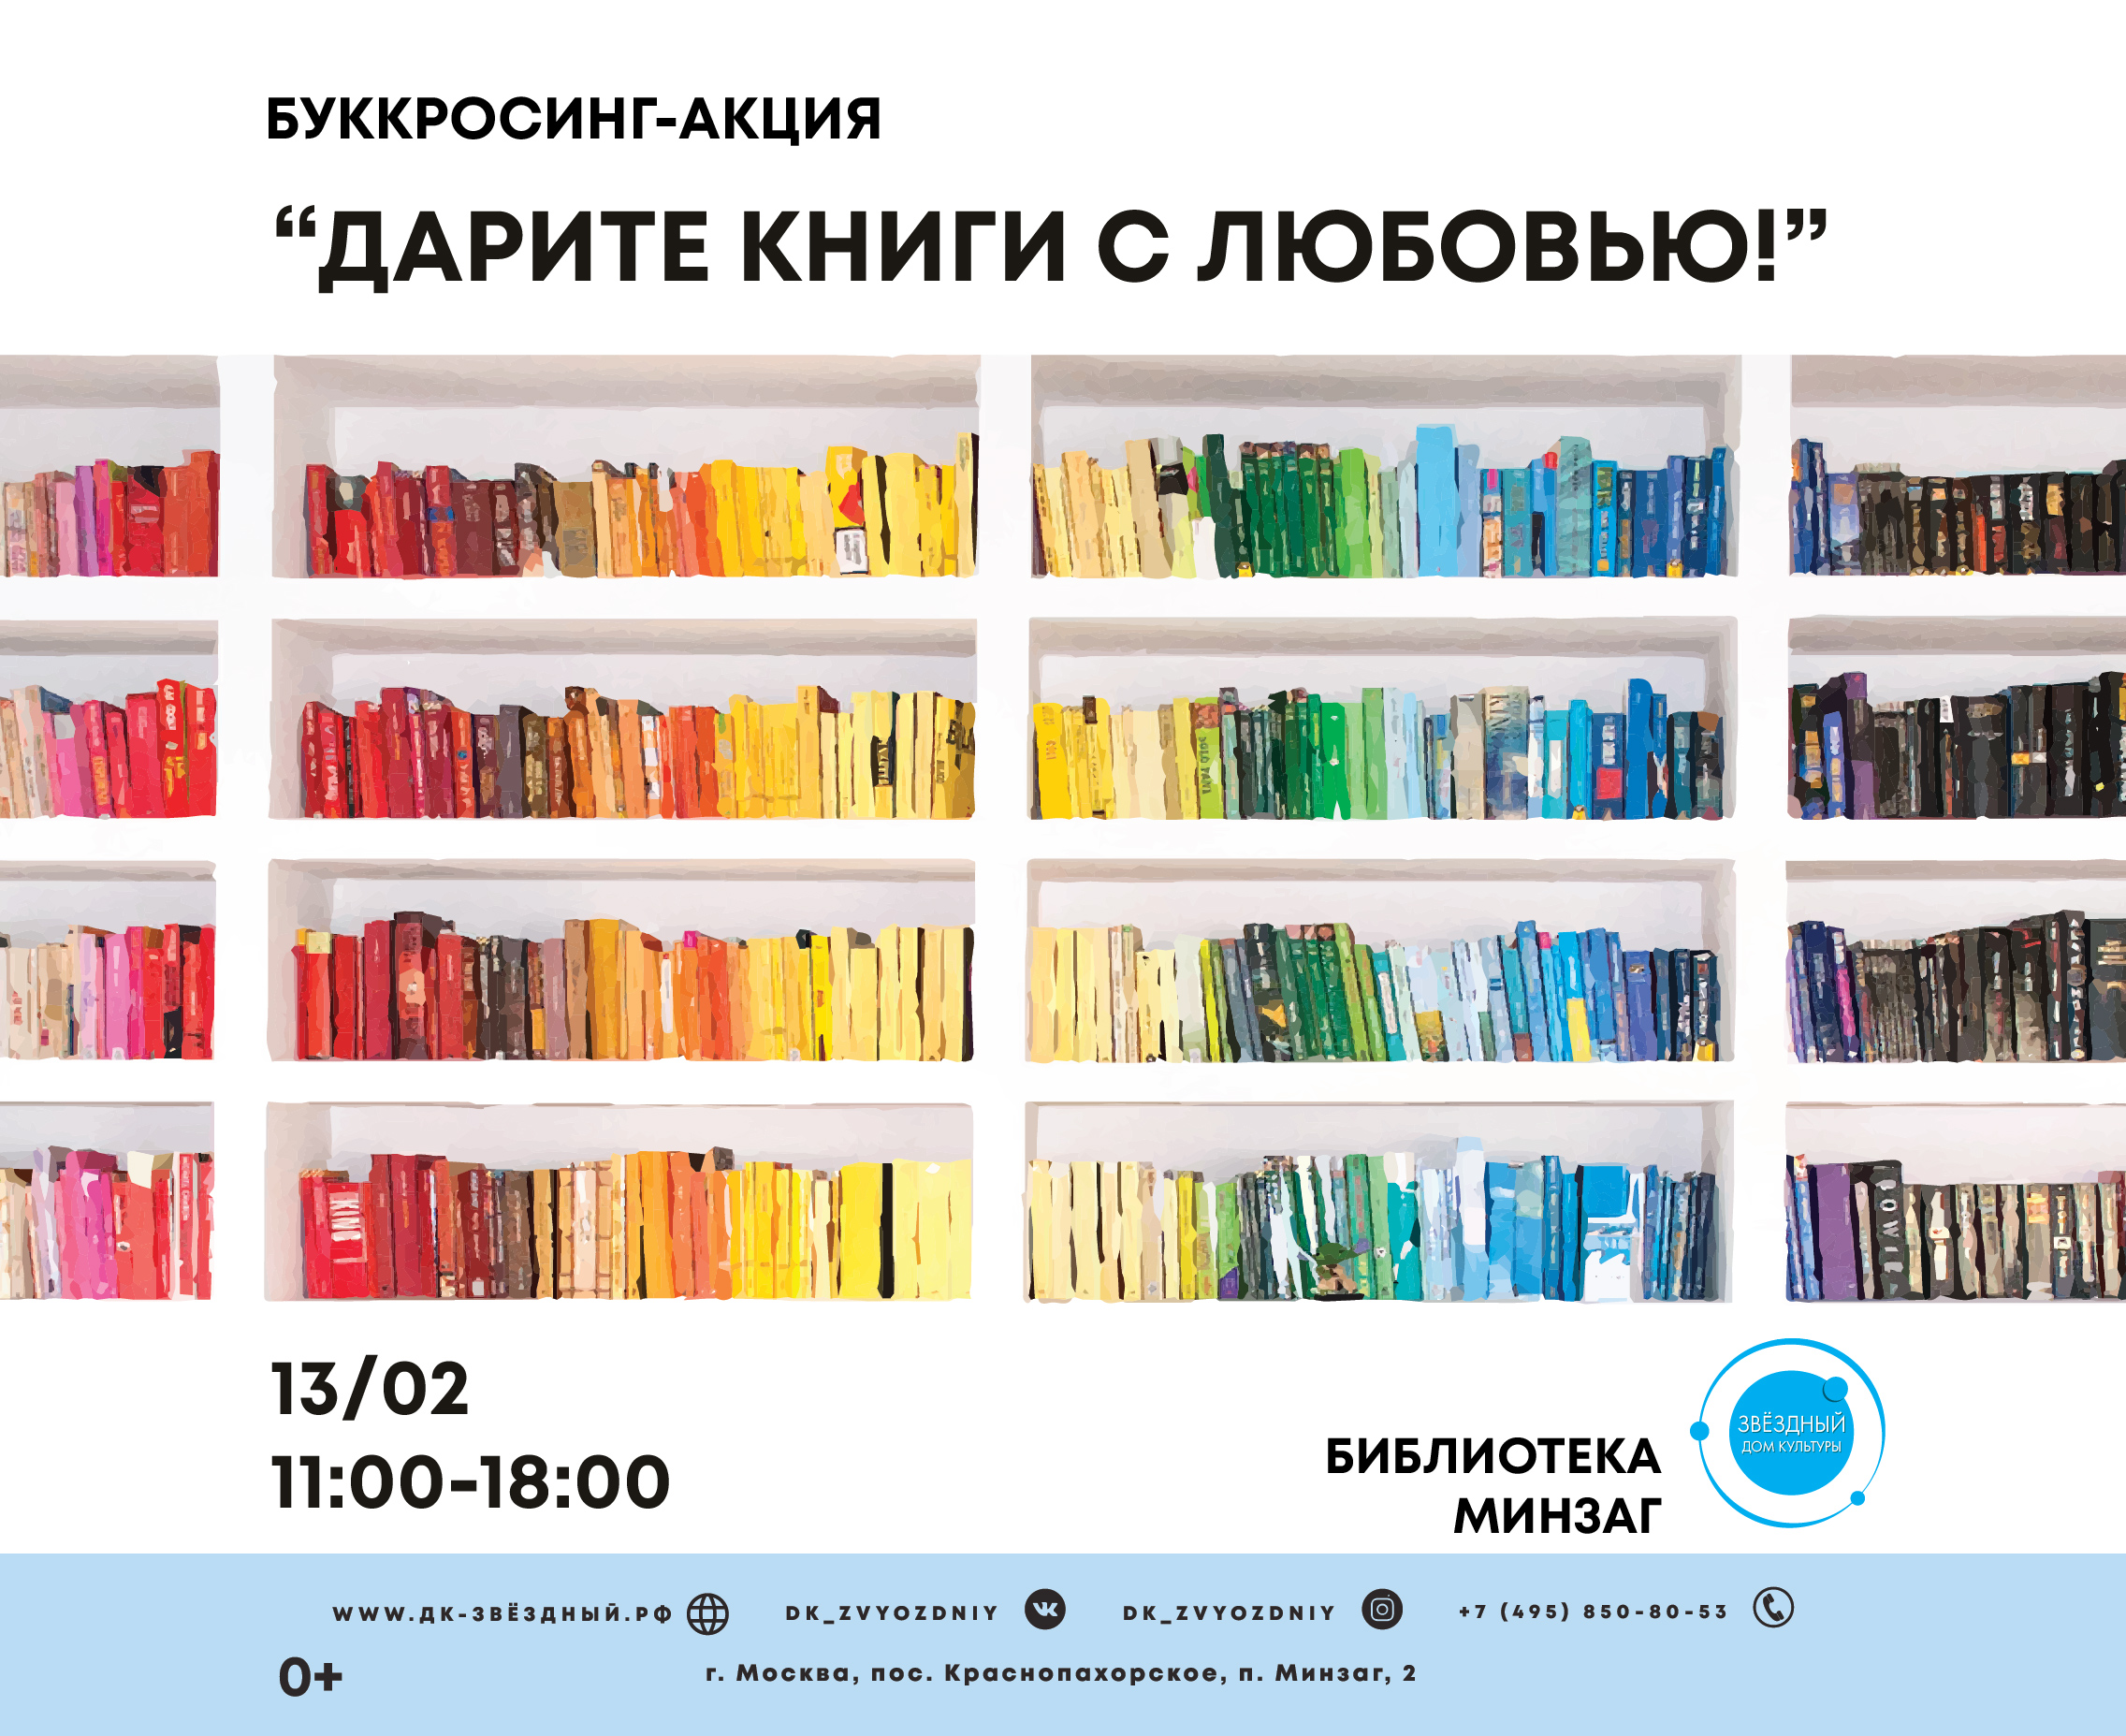 БУККРОСИНГ-АКЦИЯ
“ДАРИТЕ КНИГИ С ЛЮБОВЬЮ!”
KING
13/02
11:00-18:00
БИБЛИОТЕКА
МИНЗАГ
ЗВЁЗДНЫЙ
ДОМ КУЛЬТУРЫ
WWW.ДК-ЗВЁЗДНЫЙ.РФ
DK_ZVYOZDNIY
DK_ZVYOZDNIY
+7 (495) 850-80-53
0+
г. Москва, пос. Краснопахорское, п. Минзаг, 2